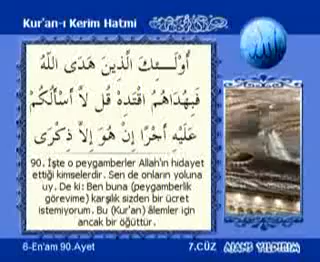 Kur'an-ı Kerim Hatmi
أُوۨلَـٰٓئِكَ الَّذِينَ هَدَى اللّٰهُ
فَبِهُدَاهُمُ اقْتَدِهْ قُل لَّا أَسْأَلُكُمْ
عَلَيْهِ أَجْرًا إِنْ هُوَ إِلَّا ذِكْرَى
90. İşte o peygamberler Allah'ın hidayet
ettiği kimselerdir. Sen de onların yoluna
uy. De ki: Ben buna (peygamberlik
görevime) karşılık sizden bir ücret
istemiyorum. Bu (Kur'an) âlemler için
ancak bir öğüttür.
6-En'am 90.Ayet
7.CÜZ
AJANS YILDIRIM